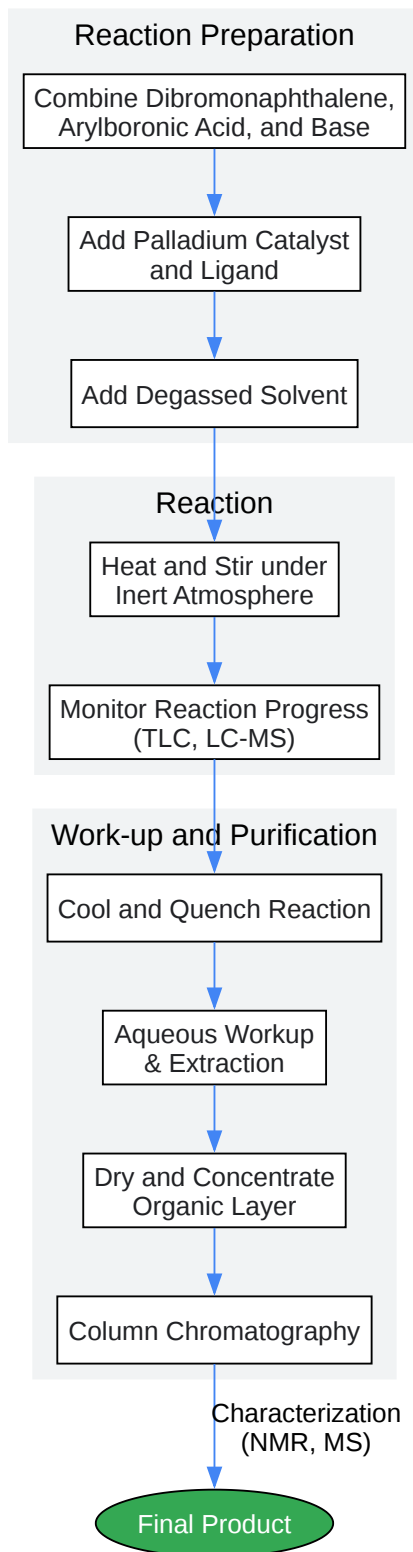 Reaction Preparation
Combine Dibromonaphthalene,
Arylboronic Acid, and Base
Add Palladium Catalyst
and Ligand
Add Degassed Solvent
Reaction
Heat and Stir under
Inert Atmosphere
Monitor Reaction Progress
(TLC, LC-MS)
Work-up and Purification
Cool and Quench Reaction
Aqueous Workup
& Extraction
Dry and Concentrate
Organic Layer
Column Chromatography
Characterization
(NMR, MS)
Final Product